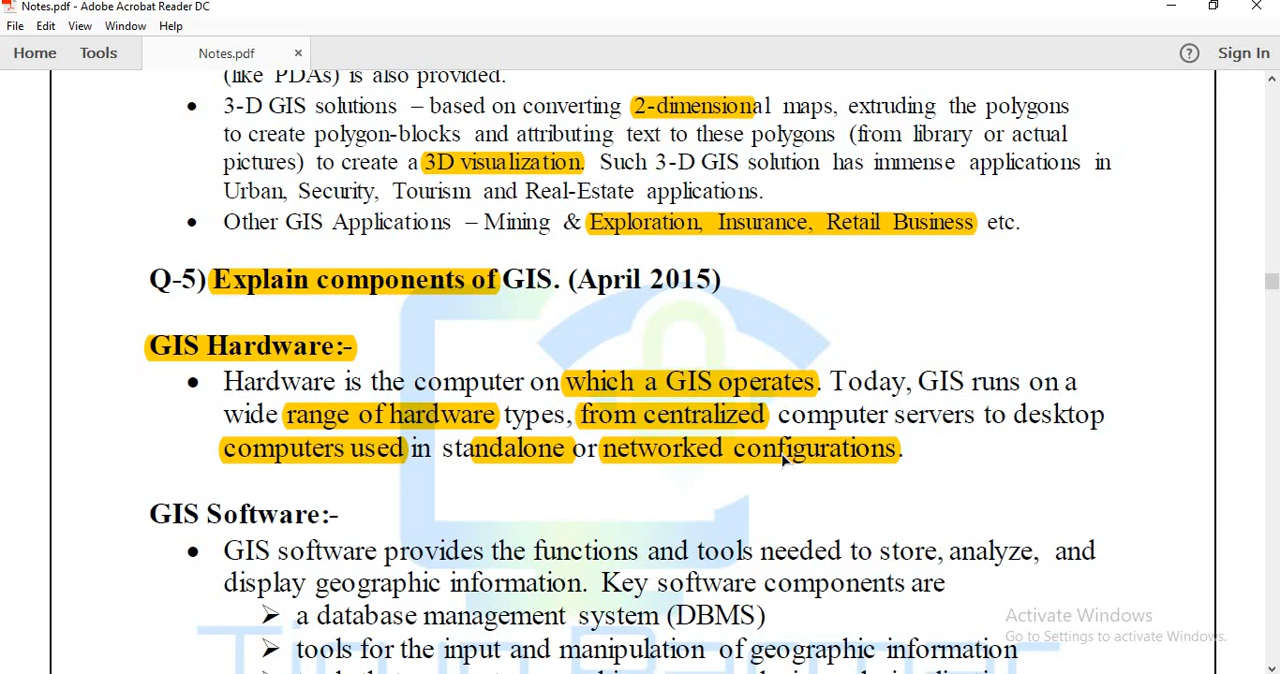 Notes.pdf - Adobe Acrobat Reader DC
File Edit View Window Help
Home Tools Notes.pdf × ? Sign In
(like PDAs) is also provided.
• 3-D GIS solutions – based on converting 2-dimensional maps, extruding the polygons
to create polygon-blocks and attributing text to these polygons (from library or actual
pictures) to create a 3D visualization. Such 3-D GIS solution has immense applications in
Urban, Security, Tourism and Real-Estate applications.
• Other GIS Applications – Mining & Exploration, Insurance, Retail Business etc.
Q-5) Explain components of GIS. (April 2015)
GIS Hardware:-
• Hardware is the computer on which a GIS operates. Today, GIS runs on a
wide range of hardware types, from centralized computer servers to desktop
computers used in standalone or networked configurations.
GIS Software:-
• GIS software provides the functions and tools needed to store, analyze, and
display geographic information. Key software components are
➢ a database management system (DBMS)
➢ tools for the input and manipulation of geographic information
Activate Windows
Go to Settings to activate Windows.